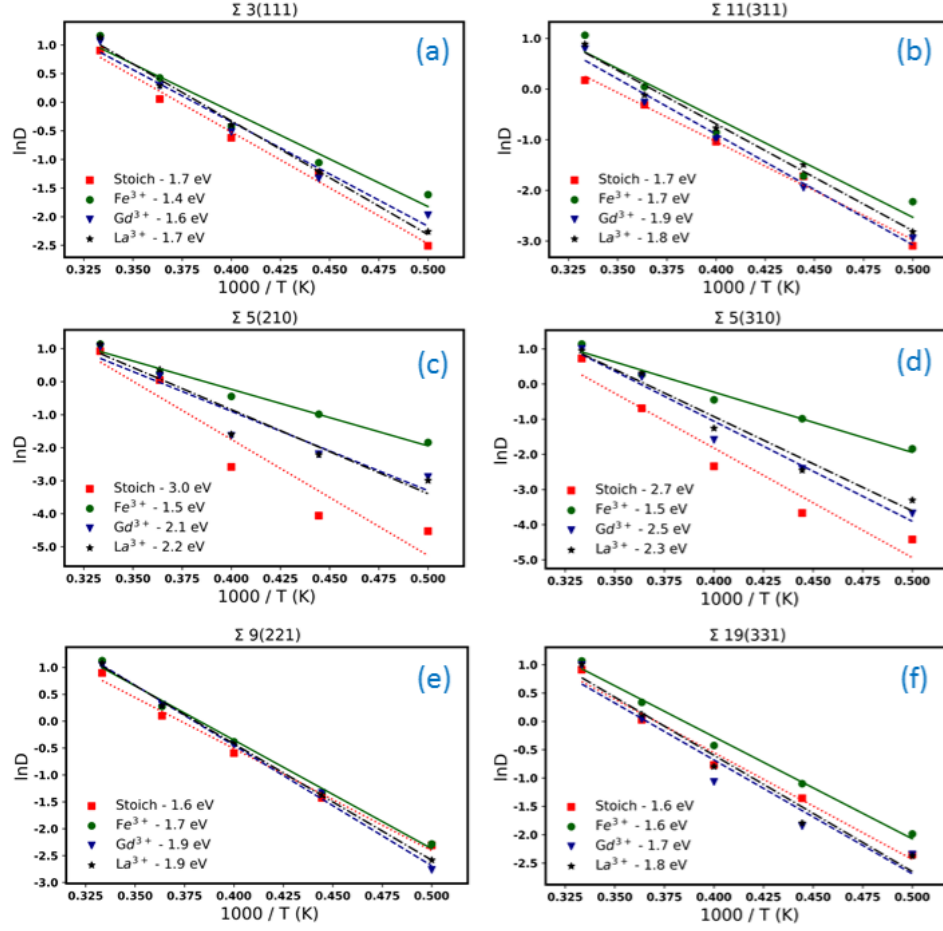 Σ 3(111)
(a)
1.0
0.5
0.0
-0.5
-1.0
-1.5
-2.0
-2.5
lnD
Stoich - 1.7 eV
Fe³⁺ - 1.4 eV
Gd³⁺ - 1.6 eV
La³⁺ - 1.7 eV
0.325 0.350 0.375 0.400 0.425 0.450 0.475 0.500
1000 / T (K)
Σ 11(311)
(b)
1.0
0.0
-1.0
-2.0
-3.0
lnD
Stoich - 1.7 eV
Fe³⁺ - 1.7 eV
Gd³⁺ - 1.9 eV
La³⁺ - 1.8 eV
0.325 0.350 0.375 0.400 0.425 0.450 0.475 0.500
1000 / T (K)
Σ 5(210)
(c)
1.0
0.0
-1.0
-2.0
-3.0
-4.0
-5.0
lnD
Stoich - 3.0 eV
Fe³⁺ - 1.5 eV
Gd³⁺ - 2.1 eV
La³⁺ - 2.2 eV
0.325 0.350 0.375 0.400 0.425 0.450 0.475 0.500
1000 / T (K)
Σ 5(310)
(d)
1.0
0.0
-1.0
-2.0
-3.0
-4.0
-5.0
lnD
Stoich - 2.7 eV
Fe³⁺ - 1.5 eV
Gd³⁺ - 2.5 eV
La³⁺ - 2.3 eV
0.325 0.350 0.375 0.400 0.425 0.450 0.475 0.500
1000 / T (K)
Σ 9(221)
(e)
1.0
0.5
0.0
-0.5
-1.0
-1.5
-2.0
-2.5
-3.0
lnD
Stoich - 1.6 eV
Fe³⁺ - 1.7 eV
Gd³⁺ - 1.9 eV
La³⁺ - 1.9 eV
0.325 0.350 0.375 0.400 0.425 0.450 0.475 0.500
1000 / T (K)
Σ 19(331)
(f)
1.0
0.5
0.0
-0.5
-1.0
-1.5
-2.0
-2.5
lnD
Stoich - 1.6 eV
Fe³⁺ - 1.6 eV
Gd³⁺ - 1.7 eV
La³⁺ - 1.8 eV
0.325 0.350 0.375 0.400 0.425 0.450 0.475 0.500
1000 / T (K)